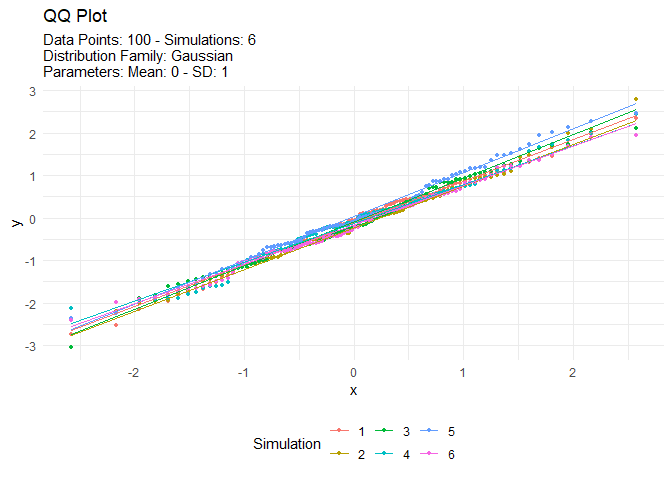 QQ Plot
Data Points: 100 - Simulations: 6
Distribution Family: Gaussian
Parameters: Mean: 0 - SD: 1
3
2
1
0
-1
-2
-3
y
-2 -1 0 1 2
x
Simulation 1 3 5
2 4 6